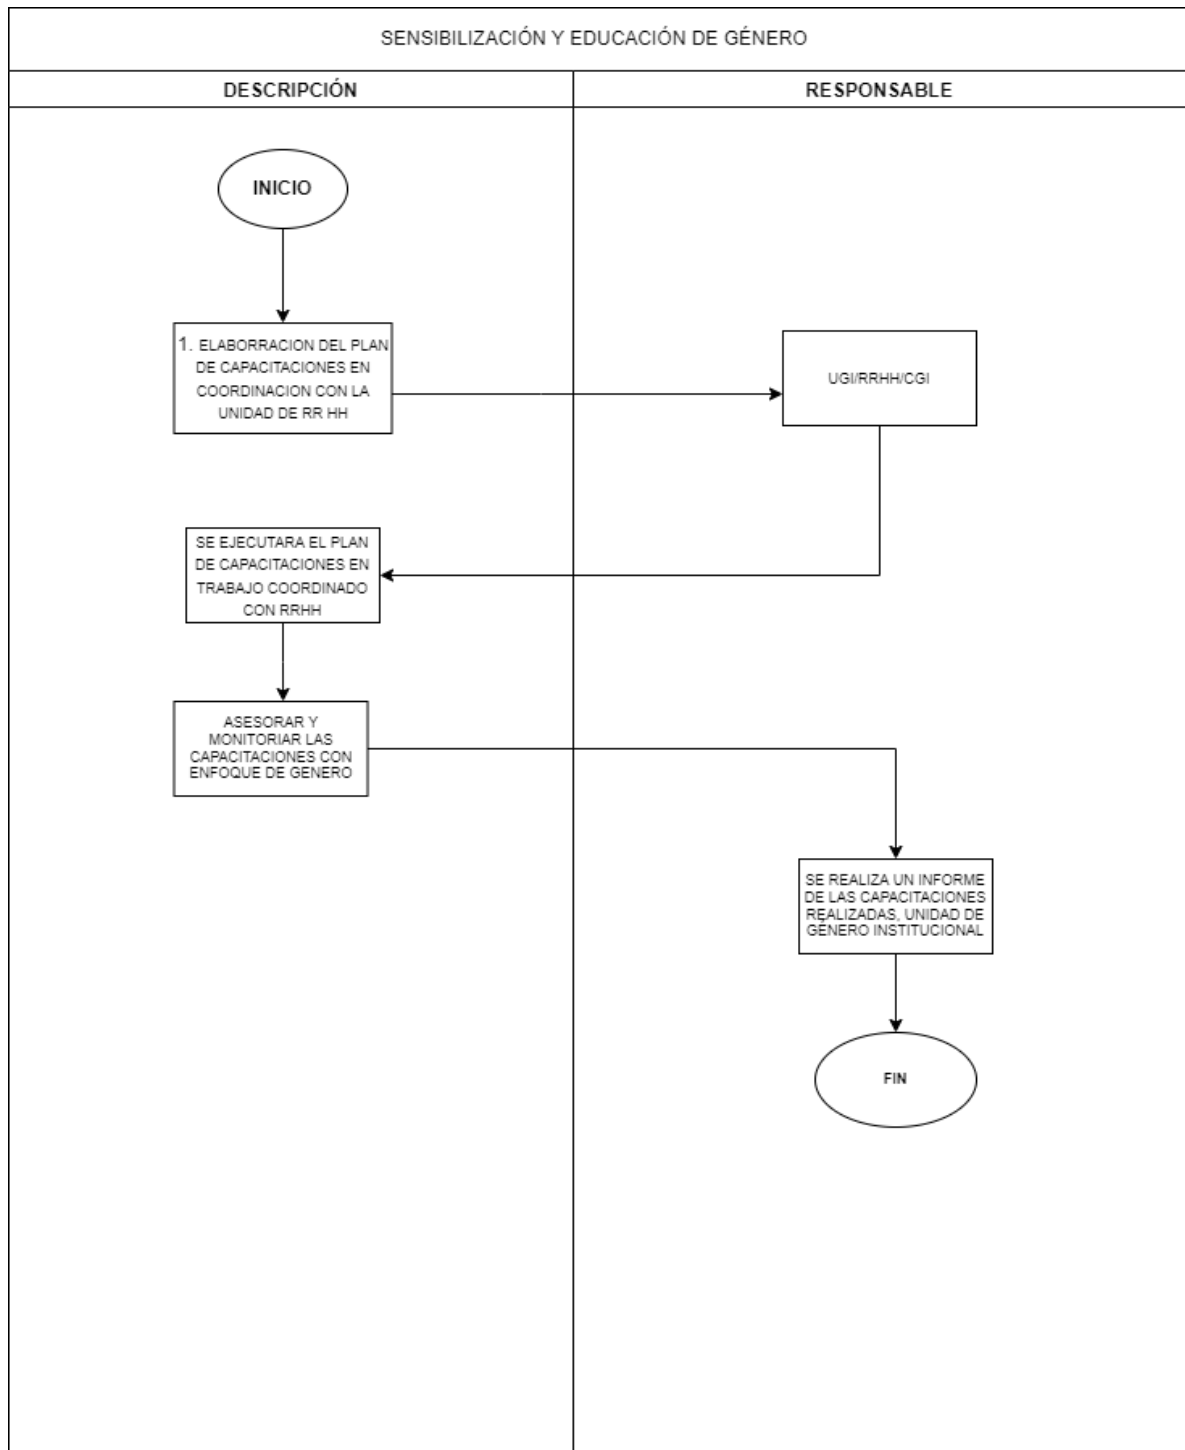 SENSIBILIZACIÓN Y EDUCACIÓN DE GÉNERO
DESCRIPCIÓN
RESPONSABLE
INICIO
1. ELABORRACION DEL PLAN
DE CAPACITACIONES EN
COORDINACION CON LA
UNIDAD DE RR HH
UGI/RRHH/CGI
SE EJECUTARA EL PLAN
DE CAPACITACIONES EN
TRABAJO COORDINADO
CON RRHH
ASESORAR Y
MONITORIAR LAS
CAPACITACIONES CON
ENFOQUE DE GENERO
SE REALIZA UN INFORME
DE LAS CAPACITACIONES
REALIZADAS, UNIDAD DE
GÉNERO INSTITUCIONAL
FIN